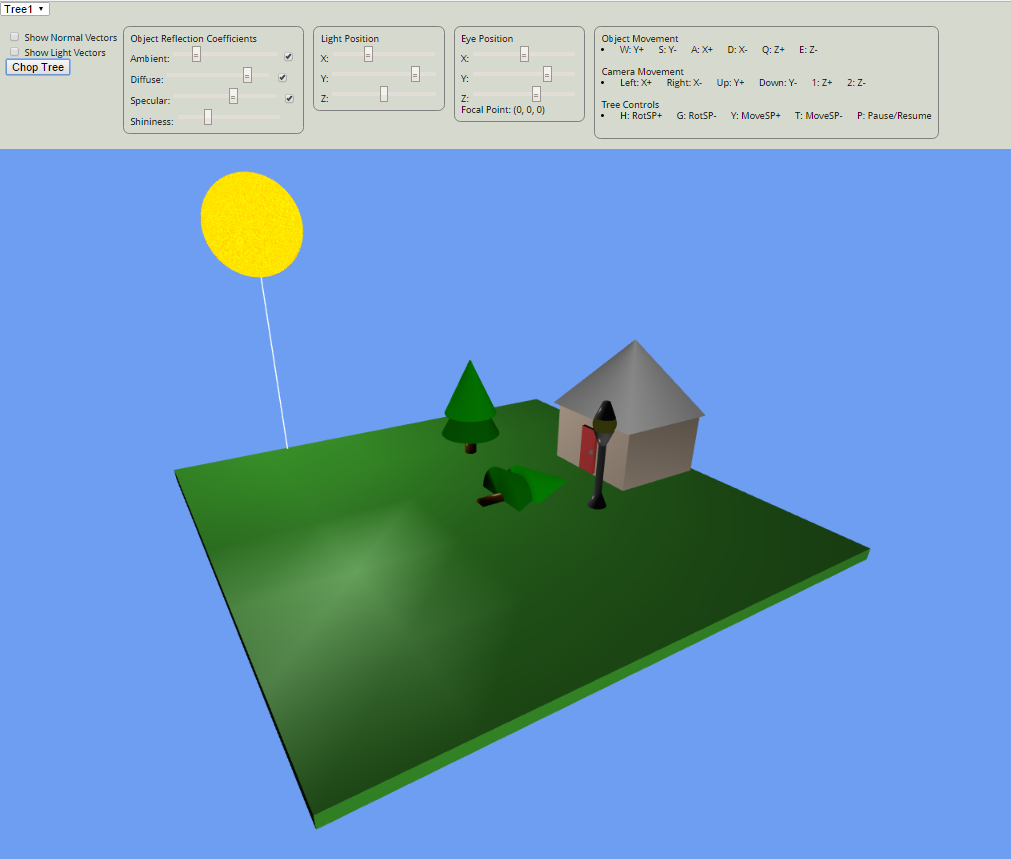 Tree1
Show Normal Vectors
Show Light Vectors
Chop Tree
Object Reflection Coefficients
Ambient:
Diffuse:
Specular:
Shininess:
Light Position
X:
Y:
Z:
Eye Position
X:
Y:
Z:
Focal Point: (0, 0, 0)
Object Movement
W: Y+ S: Y- A: X+ D: X- Q: Z+ E: Z-
Camera Movement
Left: X+ Right: X- Up: Y+ Down: Y- 1: Z+ 2: Z-
Tree Controls
H: RotSP+ G: RotSP- Y: MoveSP+ T: MoveSP- P: Pause/Resume